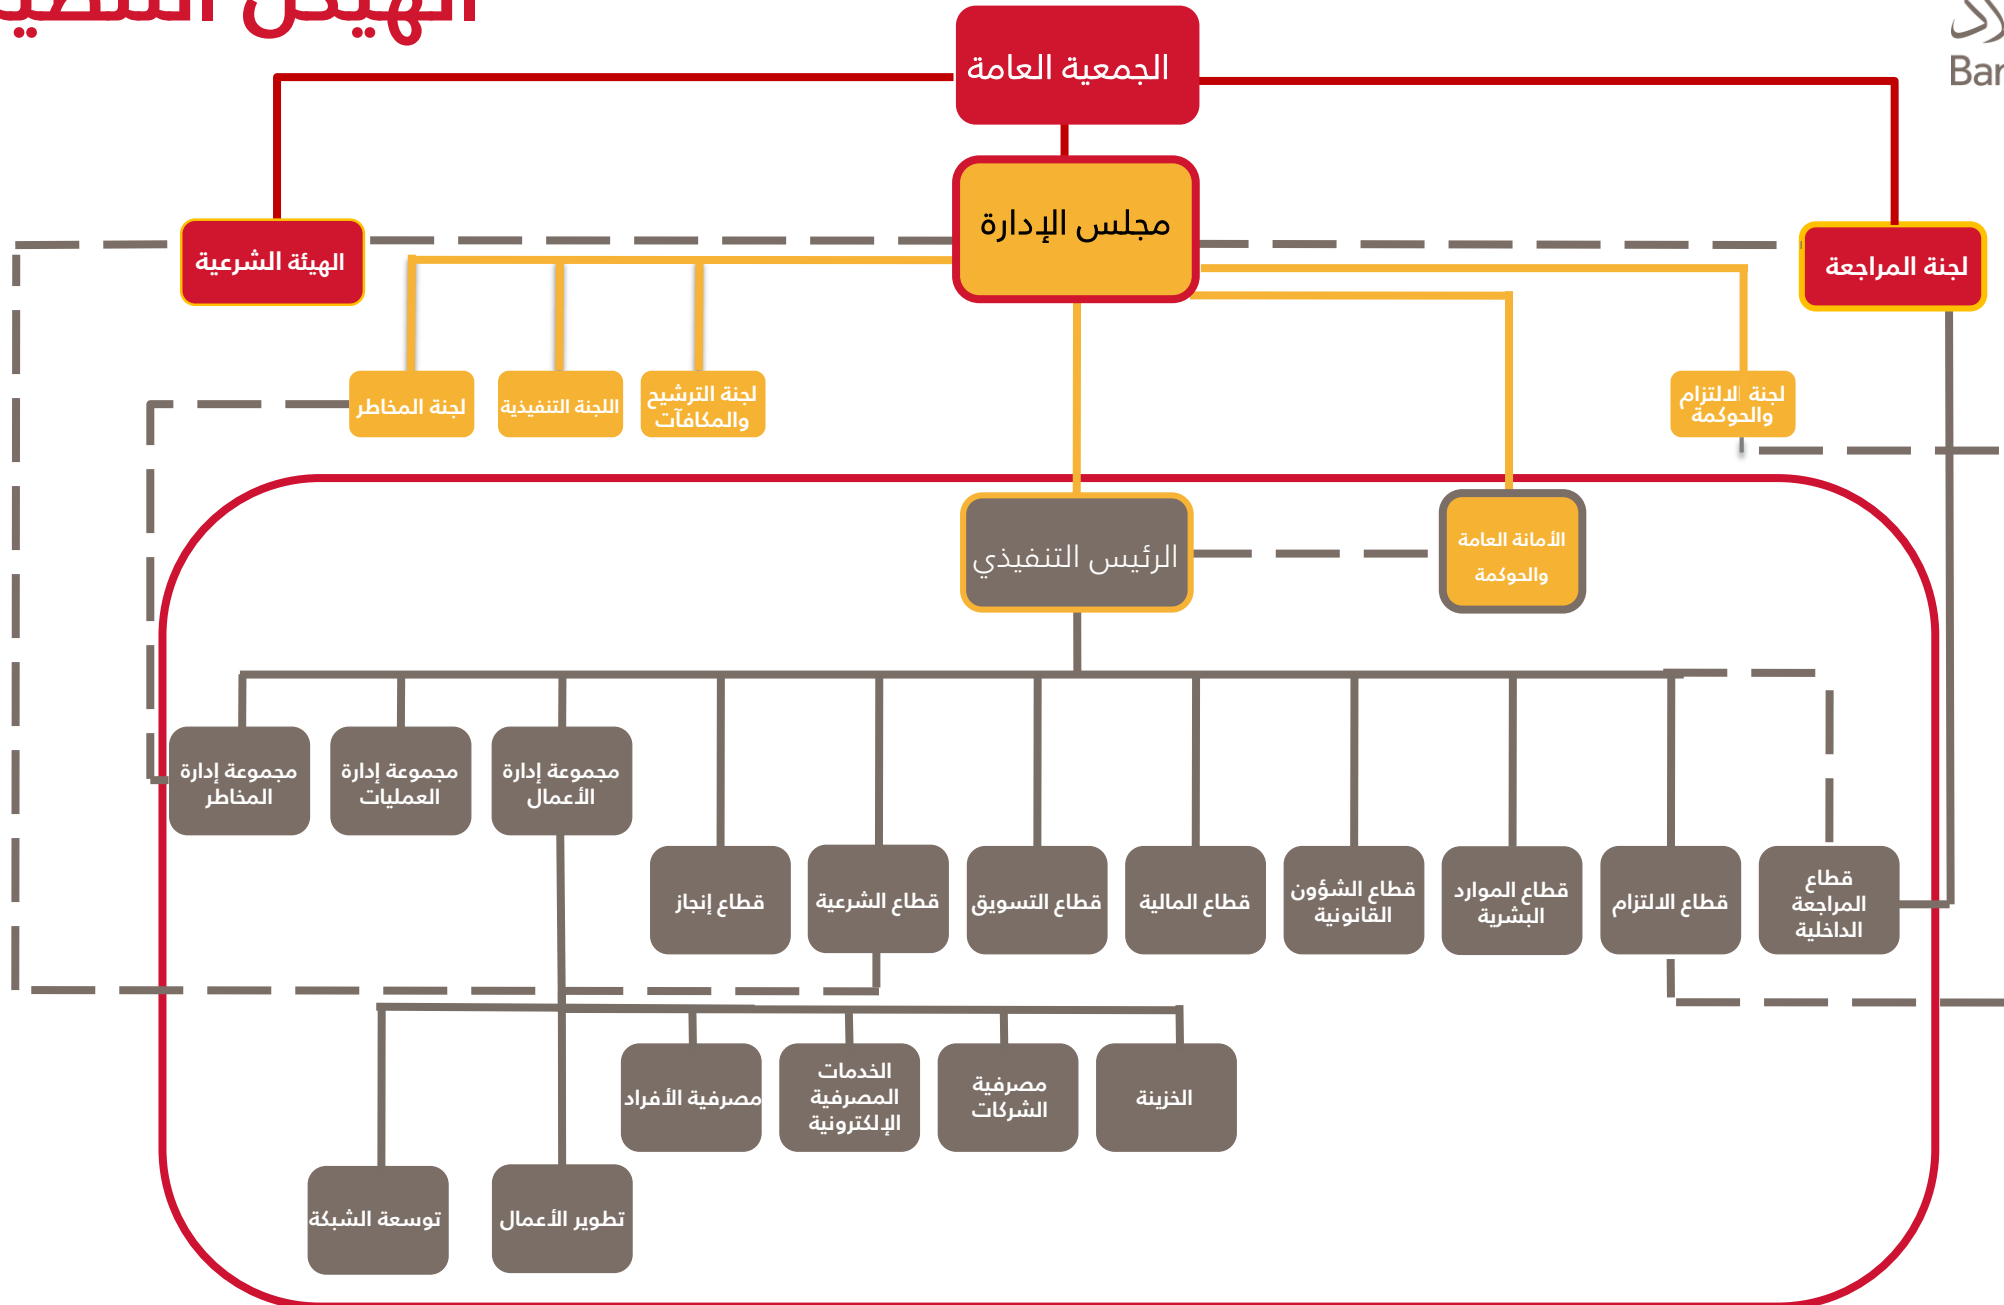 الجمعية العامة
مجلس الإدارة
الهيئة الشرعية
لجنة المراجعة
لجنة المخاطر
اللجنة التنفيذية
لجنة الترشيح
والمكافآت
لجنة الالتزام
والحوكمة
الرئيس التنفيذي
الأمانة العامة
والحوكمة
مجموعة إدارة
المخاطر
مجموعة إدارة
العمليات
مجموعة إدارة
الأعمال
قطاع إنجاز
قطاع الشرعية
قطاع التسويق
قطاع المالية
قطاع الشؤون
القانونية
قطاع الموارد
البشرية
قطاع الالتزام
قطاع
المراجعة
الداخلية
مصرفية الأفراد
الخدمات
المصرفية
الإلكترونية
مصرفية
الشركات
الخزينة
توسعة الشبكة
تطوير الأعمال